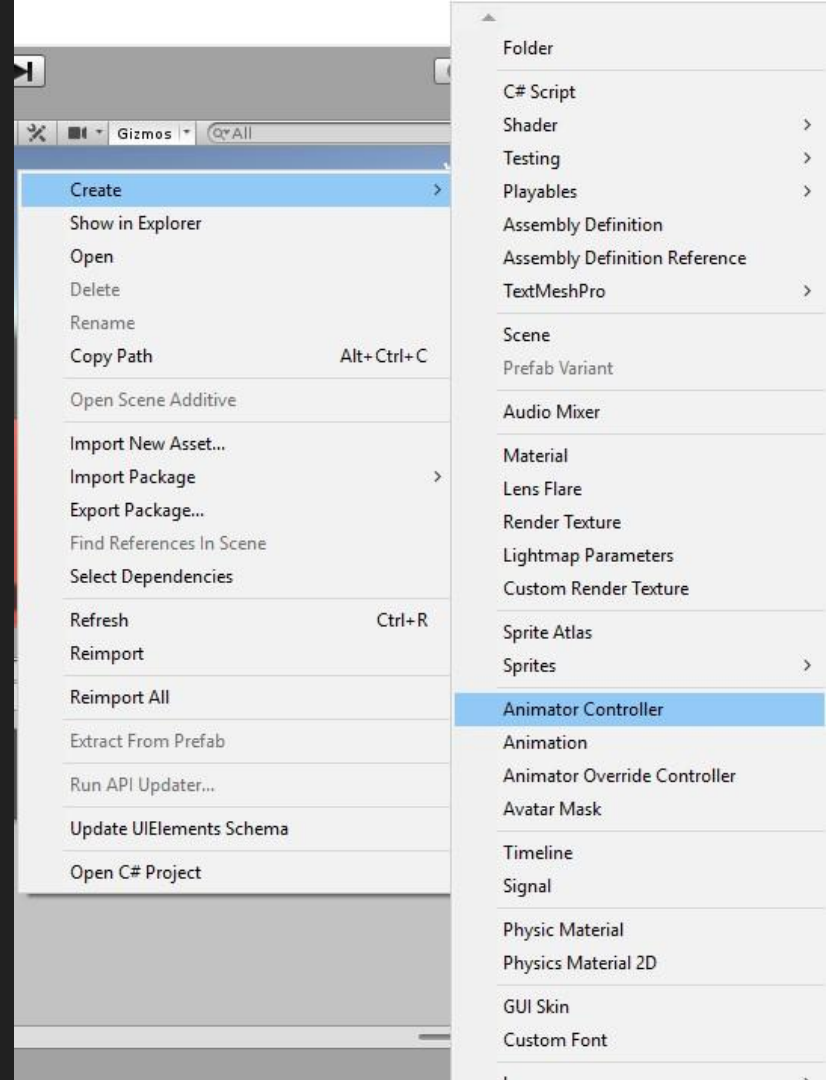 Gizmos
All
Create
Show in Explorer
Open
Delete
Rename
Copy Path Alt+Ctrl+C
Open Scene Additive
Import New Asset...
Import Package
Export Package...
Find References In Scene
Select Dependencies
Refresh Ctrl+R
Reimport
Reimport All
Extract From Prefab
Run API Updater...
Update UIElements Schema
Open C# Project
Folder
C# Script
Shader
Testing
Playables
Assembly Definition
Assembly Definition Reference
TextMeshPro
Scene
Prefab Variant
Audio Mixer
Material
Lens Flare
Render Texture
Lightmap Parameters
Custom Render Texture
Sprite Atlas
Sprites
Animator Controller
Animation
Animator Override Controller
Avatar Mask
Timeline
Signal
Physic Material
Physics Material 2D
GUI Skin
Custom Font